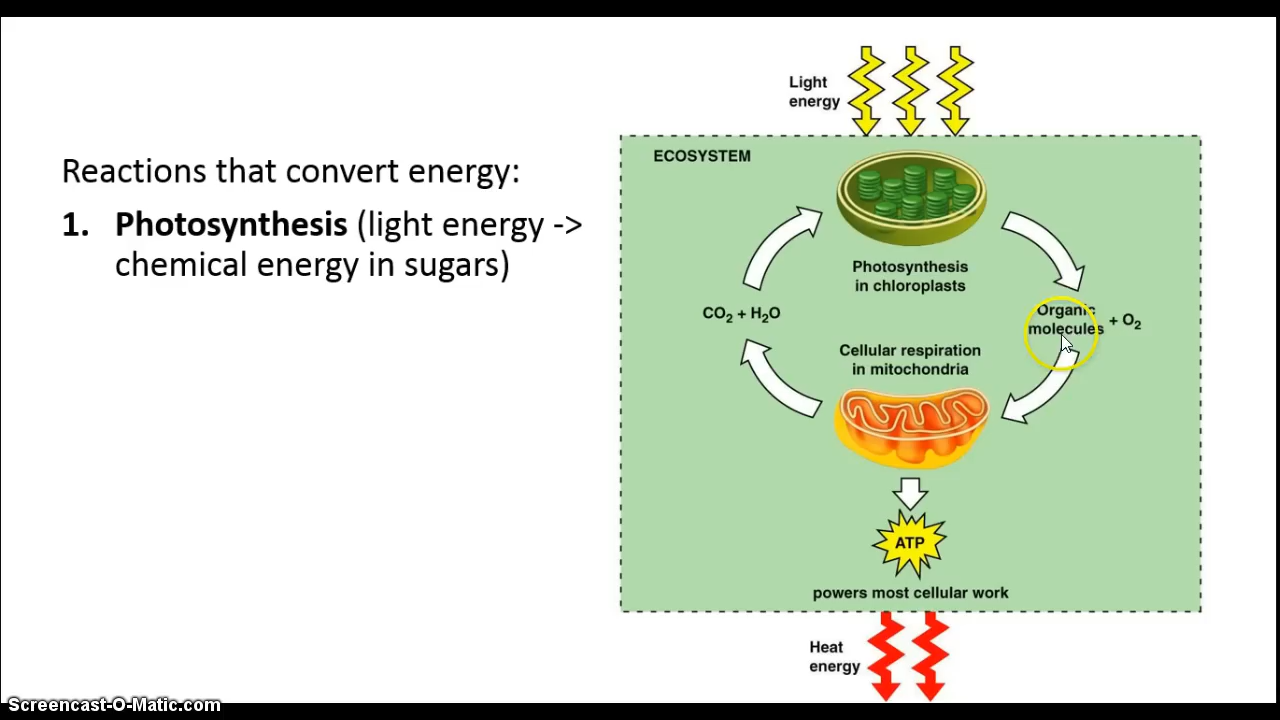 Reactions that convert energy:
1. Photosynthesis (light energy ->
chemical energy in sugars)
Light
energy
ECOSYSTEM
Photosynthesis
in chloroplasts
CO₂ + H₂O
Organic
molecules + O₂
Cellular respiration
in mitochondria
ATP
powers most cellular work
Heat
energy
Screencast-O-Matic.com